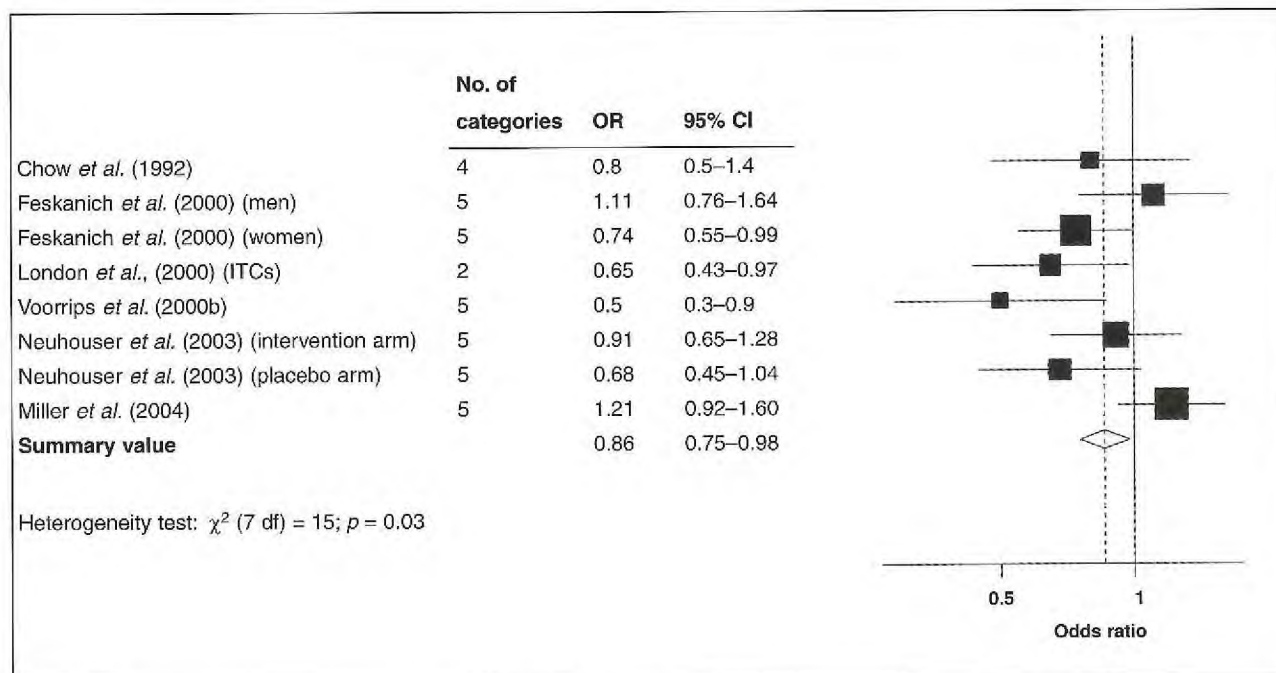 No. of
categories OR 95% CI
Chow et al. (1992) 4 0.8 0.5–1.4
Feskanich et al. (2000) (men) 5 1.11 0.76–1.64
Feskanich et al. (2000) (women) 5 0.74 0.55–0.99
London et al., (2000) (ITCs) 2 0.65 0.43–0.97
Voorrips et al. (2000b) 5 0.5 0.3–0.9
Neuhouser et al. (2003) (intervention arm) 5 0.91 0.65–1.28
Neuhouser et al. (2003) (placebo arm) 5 0.68 0.45–1.04
Miller et al. (2004) 5 1.21 0.92–1.60
Summary value 0.86 0.75–0.98
Heterogeneity test: χ² (7 df) = 15; p = 0.03
0.5 1
Odds ratio